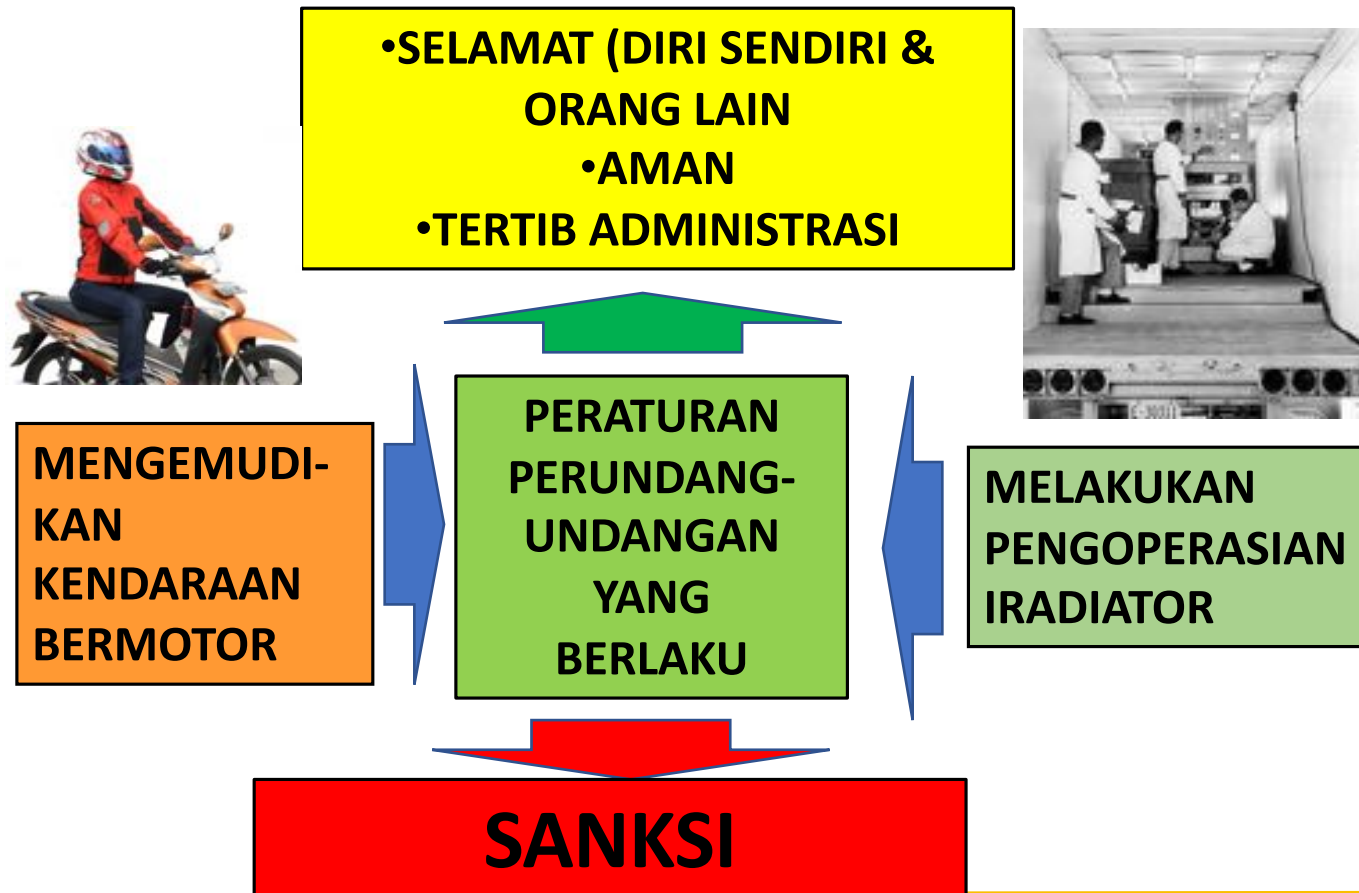 •SELAMAT (DIRI SENDIRI &
ORANG LAIN
•AMAN
•TERTIB ADMINISTRASI
MENGEMUDI-
KAN
KENDARAAN
BERMOTOR
PERATURAN
PERUNDANG-
UNDANGAN
YANG
BERLAKU
MELAKUKAN
PENGOPERASIAN
IRADIATOR
SANKSI